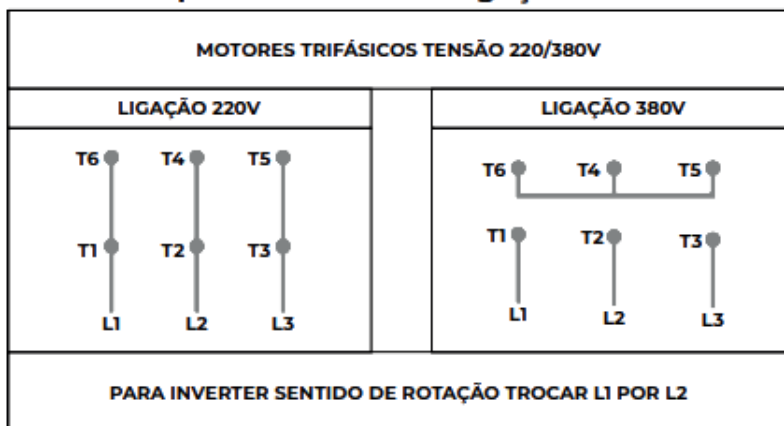 MOTORES TRIFÁSICOS TENSÃO 220/380V
LIGAÇÃO 220V
T6 T4 T5
T1 T2 T3
L1 L2 L3
LIGAÇÃO 380V
T6 T4 T5
T1 T2 T3
L1 L2 L3
PARA INVERTER SENTIDO DE ROTAÇÃO TROCAR L1 POR L2